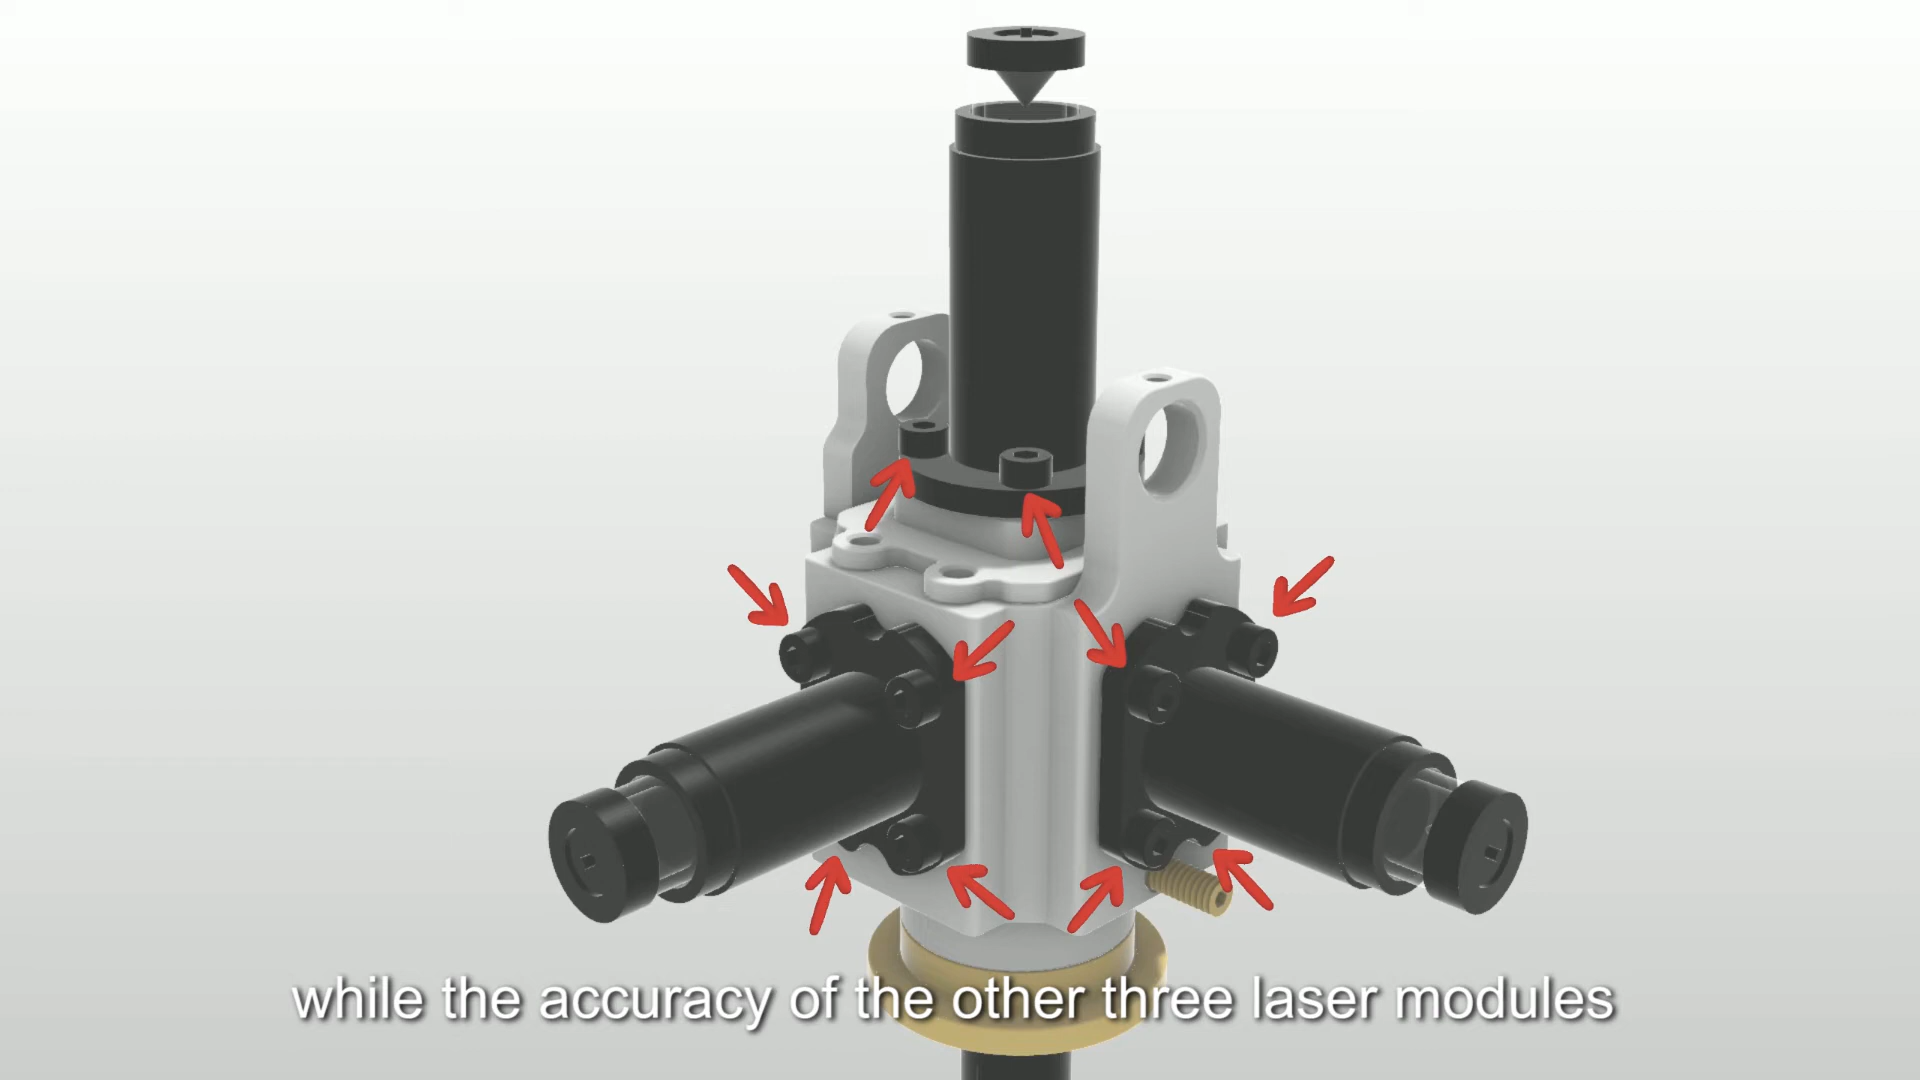 while the accuracy of the other three laser modules